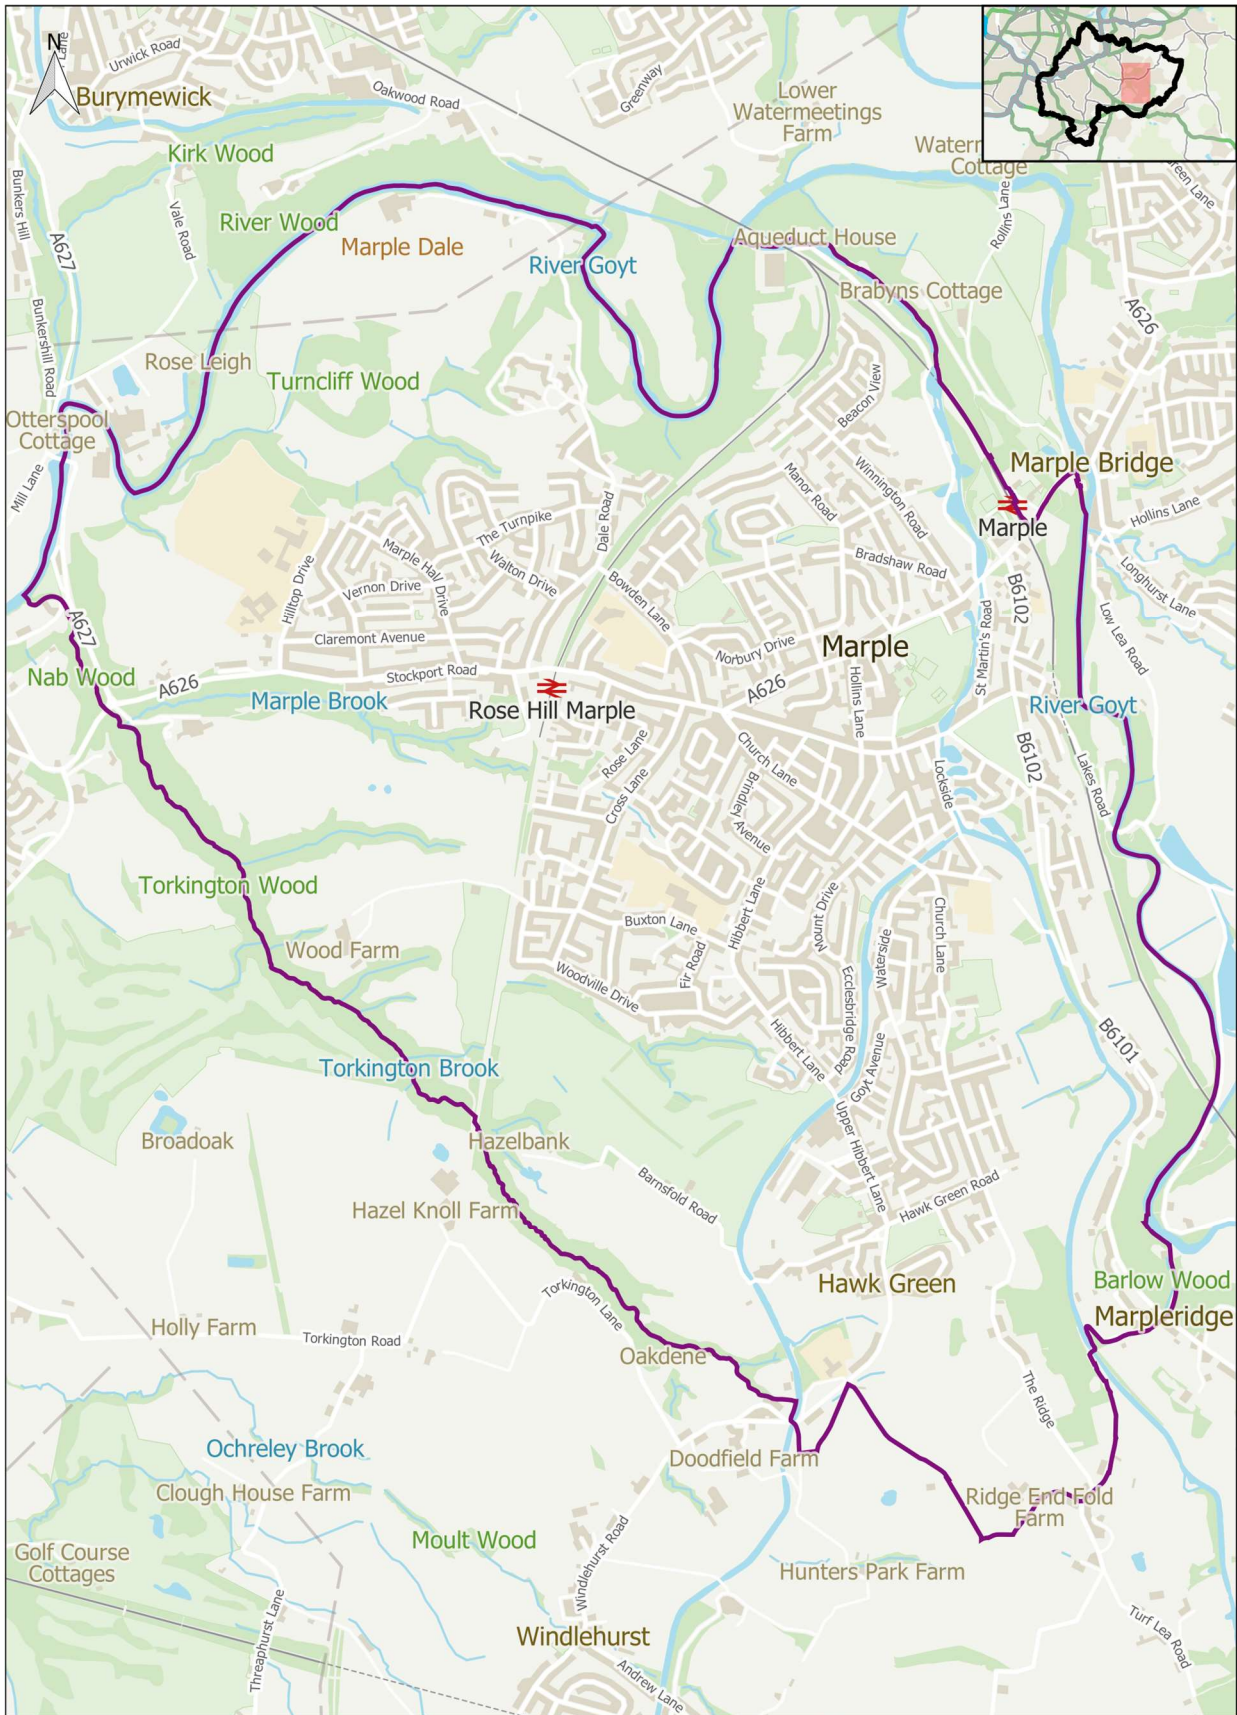 N
Lane
Urwick Road
Burymewick
Oakwood Road
Greenway
Lower
Watermeetings
Farm
Cottage
Rollins Lane
Kirk Wood
Bunkers Hill
Vale Road
A627
River Wood
Marple Dale
River Goyt
Aqueduct House
Brabyns Cottage
A626
Bunkershill Road
Rose Leigh
Turncliff Wood
Beacon View
Otterspool
Cottage
Mill Lane
Manor Road
Winnington Road
Marple Bridge
Marple
Hollins Lane
The Turnpike
Dale Road
Marple Hall Drive
Walton Drive
Bradshaw Road
Longhurst Lane
Hilltop Drive
Vernon Drive
Bowden Lane
B6102
Low Lea Road
A627
Claremont Avenue
Norbury Drive
Marple
St Martin's Road
Nab Wood
A626
Stockport Road
A626
Hollins Lane
Marple Brook
Rose Hill Marple
River Goyt
Rose Lane
Church Lane
B6102
Cross Lane
Brindley Avenue
Lockside
Lakes Road
Torkington Wood
Hibbert Lane
Mount Drive
Church Lane
Buxton Lane
Wood Farm
Fir Road
Waterside
Woodville Drive
Ecclesbridge Road
Hibbert Lane
Goyt Avenue
B6101
Torkington Brook
Upper Hibbert Lane
Broadoak
Hazelbank
Barnsfold Road
Hawk Green Road
Hazel Knoll Farm
Hawk Green
Barlow Wood
Torkington Lane
Marpleridge
Holly Farm
Torkington Road
Oakdene
The Ridge
Ochreley Brook
Doodfield Farm
Clough House Farm
Ridge End Fold
Farm
Moult Wood
Windlehurst Road
Golf Course
Cottages
Hunters Park Farm
Threaphurst Lane
Windlehurst
Turf Lea Road
Andrew Lane